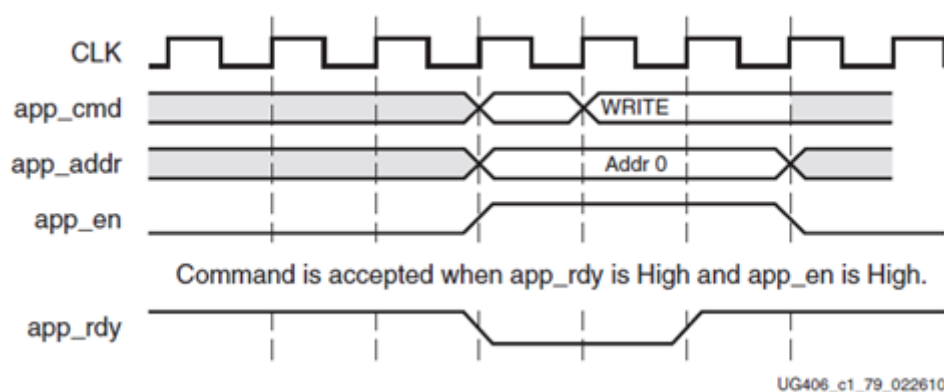 CLK
app_cmd WRITE
app_addr Addr 0
app_en
Command is accepted when app_rdy is High and app_en is High.
app_rdy
UG406_c1_79_022610